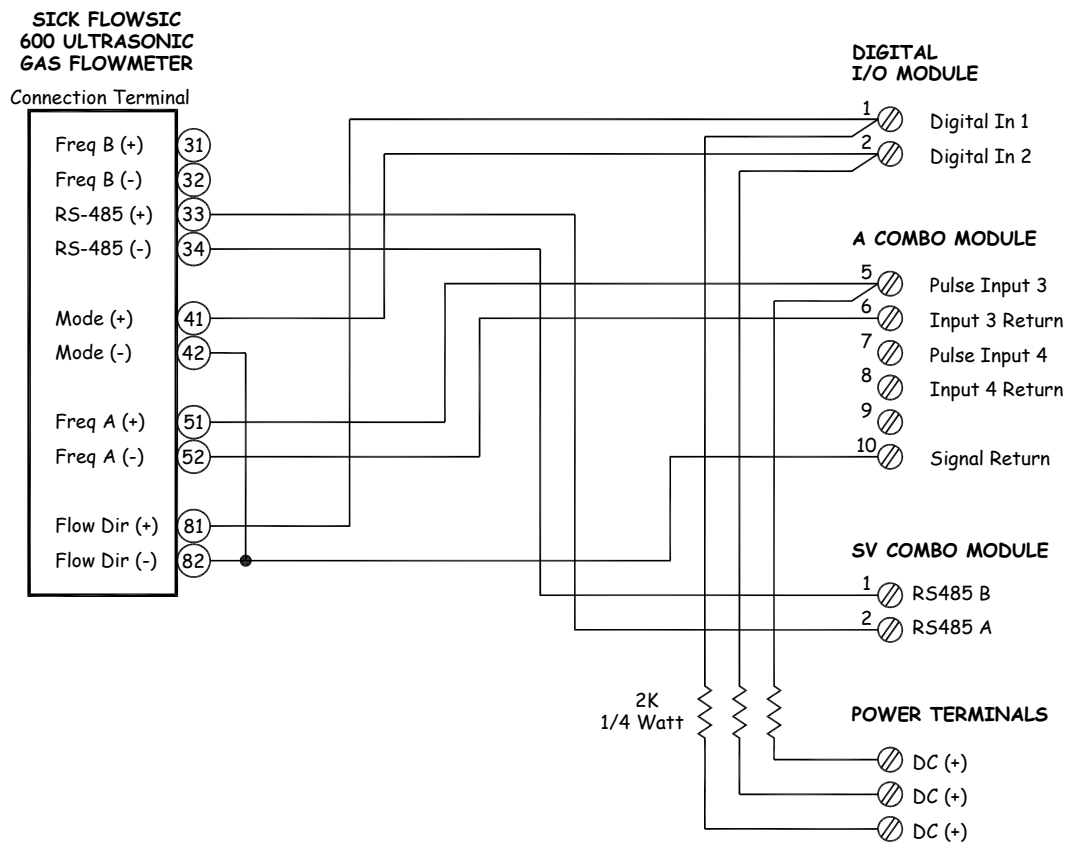 SICK FLOWSIC
600 ULTRASONIC
GAS FLOWMETER
Connection Terminal
Freq B (+) 31
Freq B (-) 32
RS-485 (+) 33
RS-485 (-) 34
Mode (+) 41
Mode (-) 42
Freq A (+) 51
Freq A (-) 52
Flow Dir (+) 81
Flow Dir (-) 82
DIGITAL
I/O MODULE
1 Digital In 1
2 Digital In 2
A COMBO MODULE
5 Pulse Input 3
6 Input 3 Return
7 Pulse Input 4
8 Input 4 Return
9
10 Signal Return
SV COMBO MODULE
1 RS485 B
2 RS485 A
2K
1/4 Watt
POWER TERMINALS
DC (+)
DC (+)
DC (+)